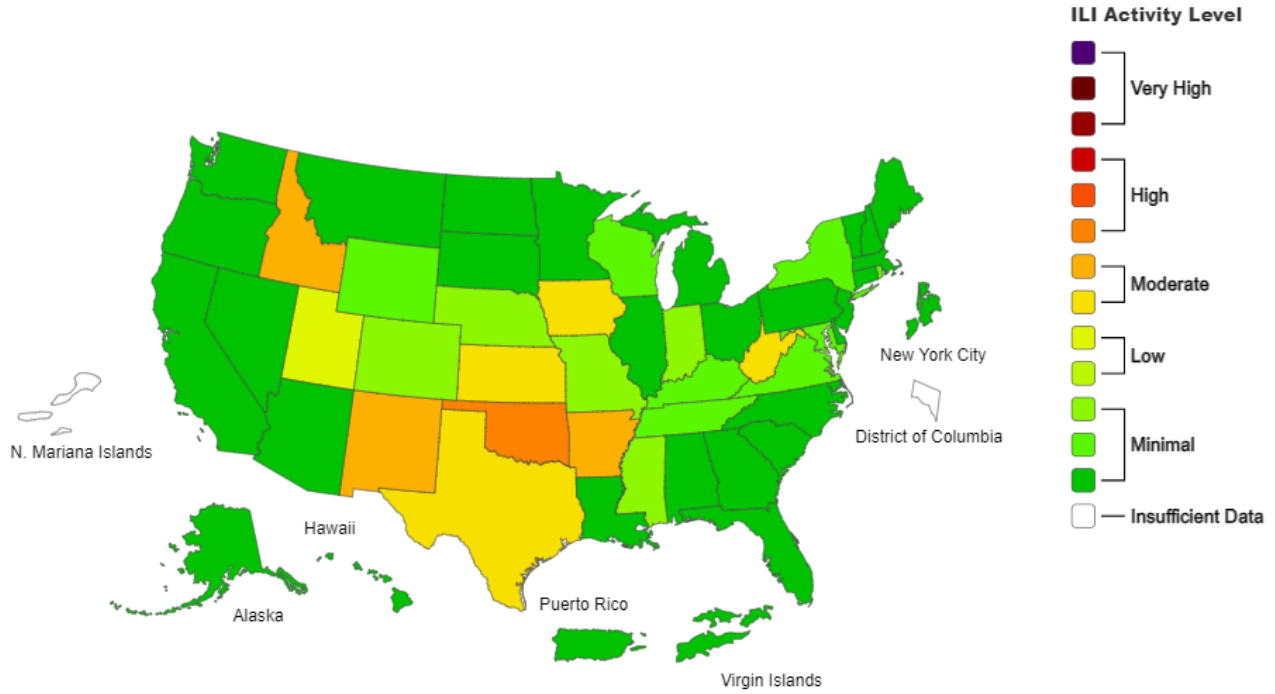 ILI Activity Level
Very High
High
Moderate
Low
Minimal
Insufficient Data
New York City
District of Columbia
N. Mariana Islands
Hawaii
Alaska
Puerto Rico
Virgin Islands